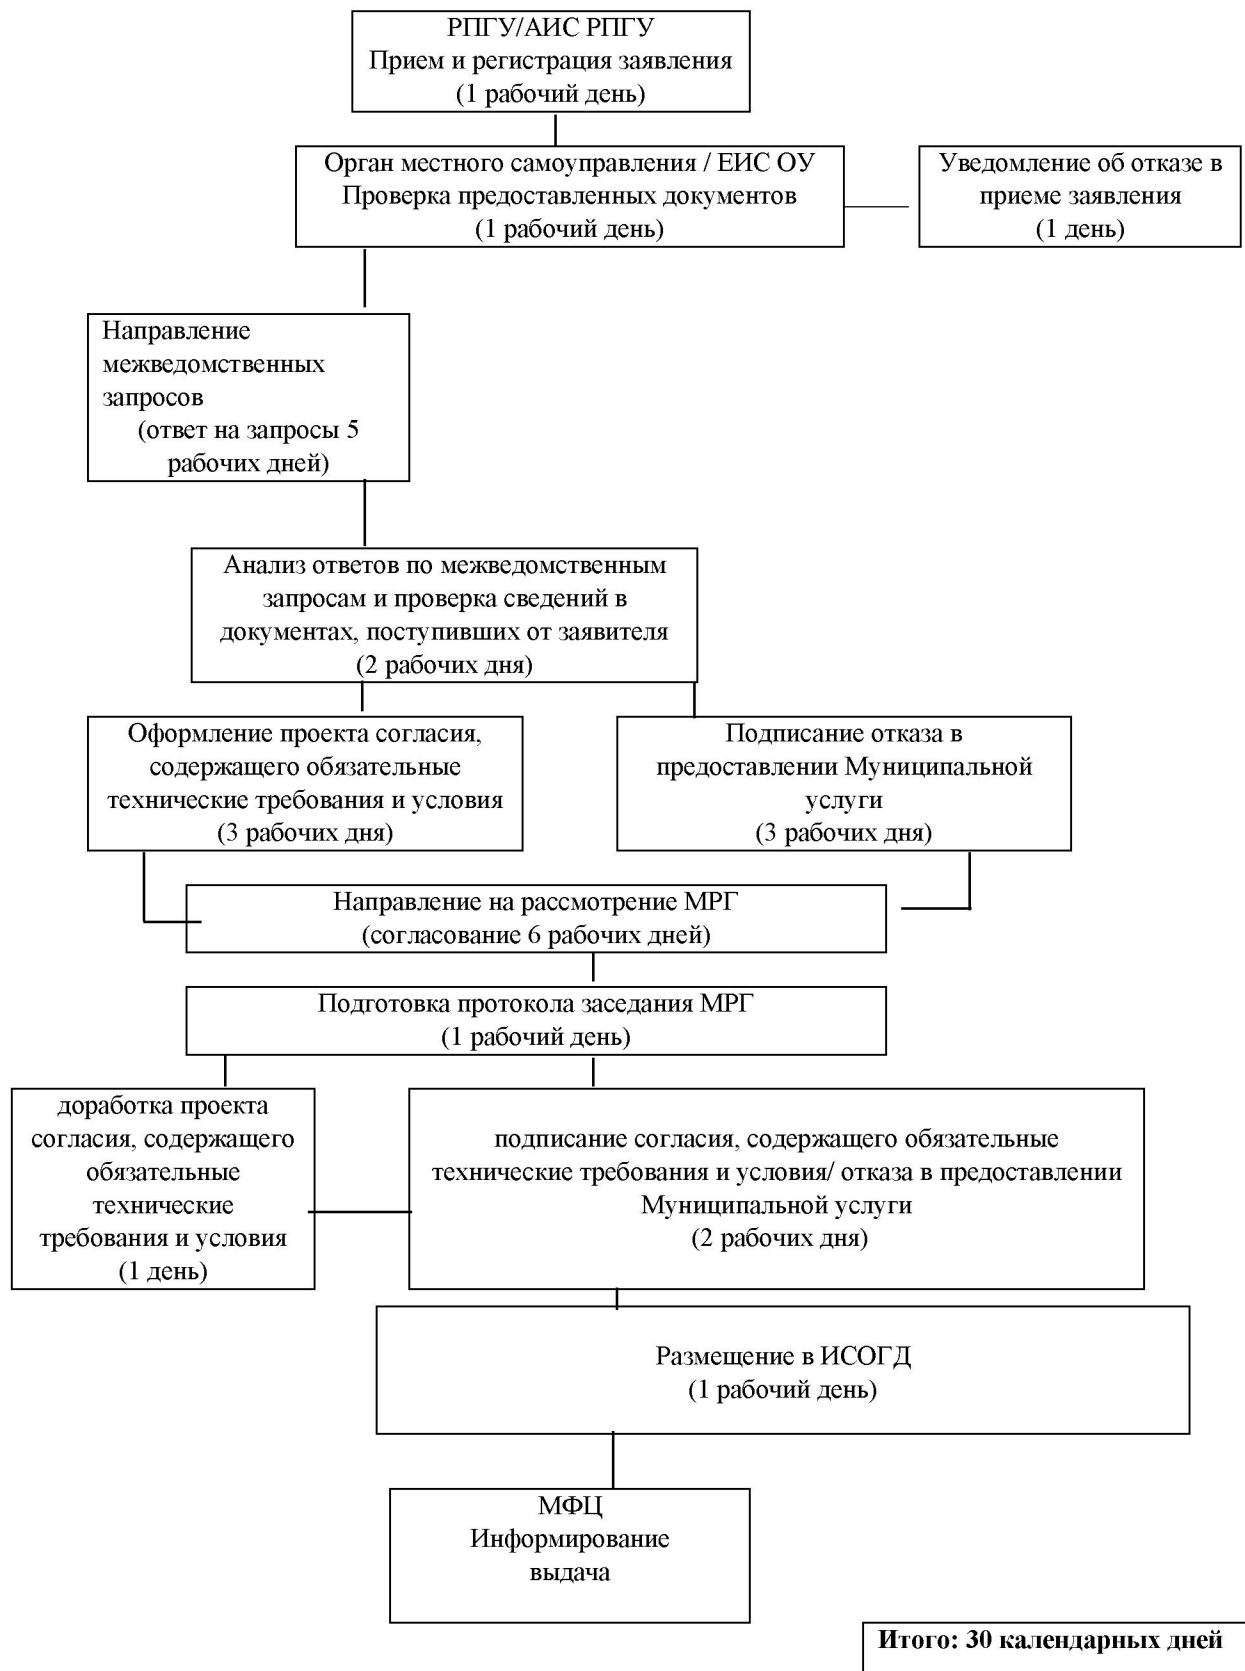 РПГУ/АИС РПГУ
Прием и регистрация заявления
(1 рабочий день)
Орган местного самоуправления / ЕИС ОУ
Проверка предоставленных документов
(1 рабочий день)
Уведомление об отказе в
приеме заявления
(1 день)
Направление
межведомственных
запросов
(ответ на запросы 5
рабочих дней)
Анализ ответов по межведомственным
запросам и проверка сведений в
документах, поступивших от заявителя
(2 рабочих дня)
Оформление проекта согласия,
содержащего обязательные
технические требования и условия
(3 рабочих дня)
Подписание отказа в
предоставлении Муниципальной
услуги
(3 рабочих дня)
Направление на рассмотрение МРГ
(согласование 6 рабочих дней)
Подготовка протокола заседания МРГ
(1 рабочий день)
доработка проекта
согласия, содержащего
обязательные
технические
требования и условия
(1 день)
подписание согласия, содержащего обязательные
технические требования и условия/ отказа в предоставлении
Муниципальной услуги
(2 рабочих дня)
Размещение в ИСОГД
(1 рабочий день)
МФЦ
Информирование
выдача
Итого: 30 календарных дней